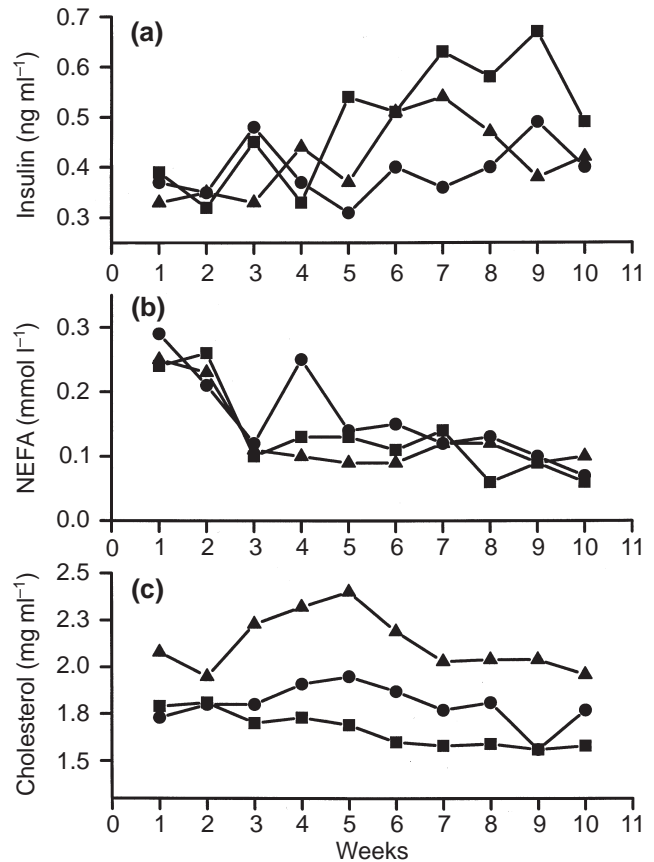 (a)
Insulin (ng ml⁻¹)
0.7
0.6
0.5
0.4
0.3
0 1 2 3 4 5 6 7 8 9 10 11
(b)
NEFA (mmol l⁻¹)
0.3
0.2
0.1
0.0
0 1 2 3 4 5 6 7 8 9 10 11
(c)
Cholesterol (mg ml⁻¹)
2.5
2.3
2.0
1.8
1.5
0 1 2 3 4 5 6 7 8 9 10 11
Weeks